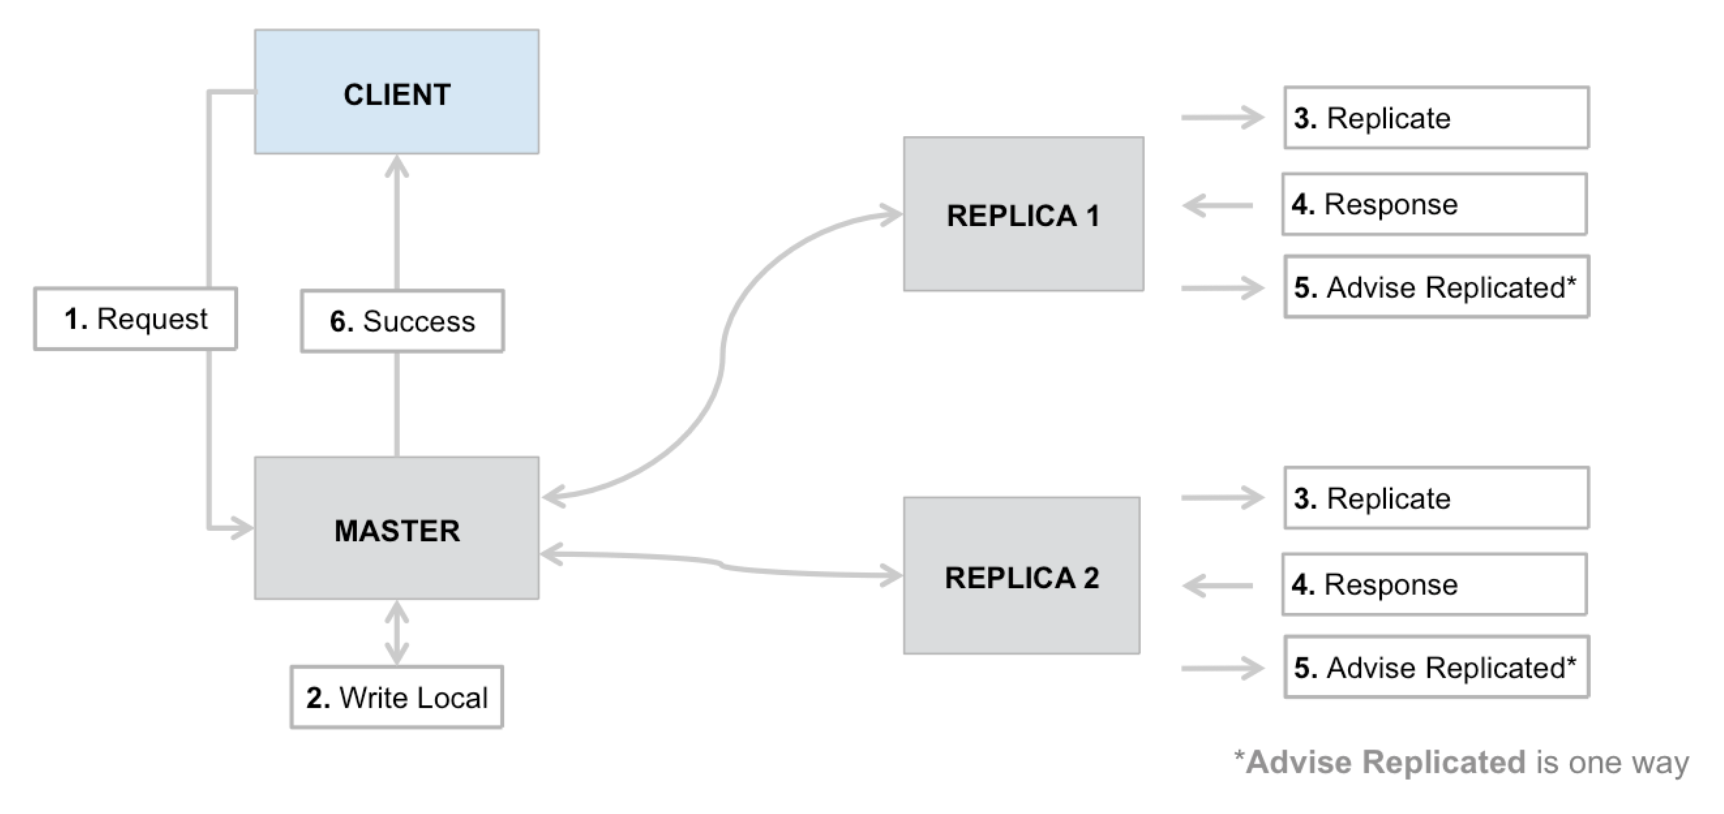 CLIENT
1. Request
6. Success
MASTER
2. Write Local
REPLICA 1
3. Replicate
4. Response
5. Advise Replicated*
REPLICA 2
3. Replicate
4. Response
5. Advise Replicated*
*Advise Replicated is one way